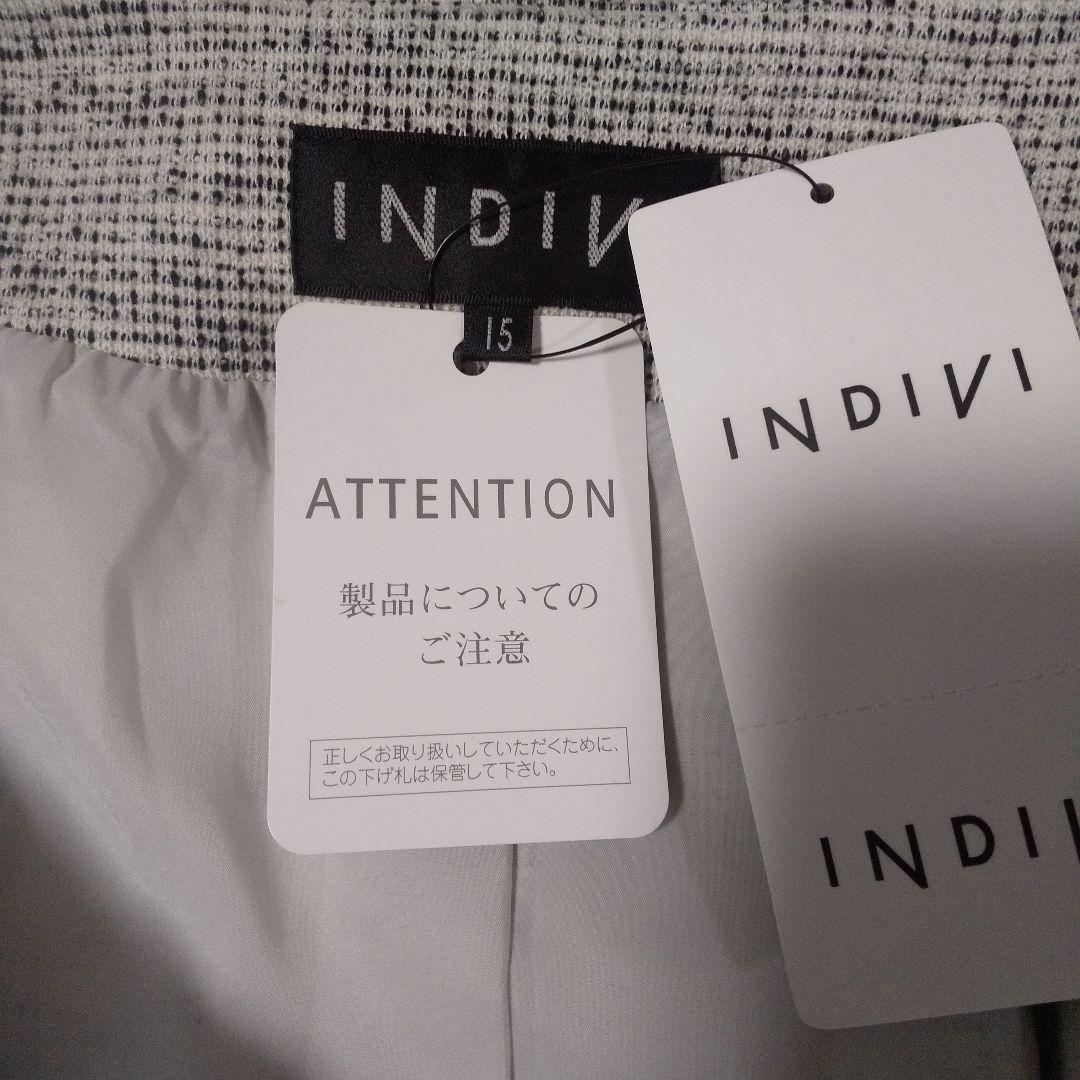 INDIVI
15
ATTENTION
製品についての
ご注意
正しくお取り扱いしていただくために、
この下げ札は保管して下さい。
INDIVI
INDIVI